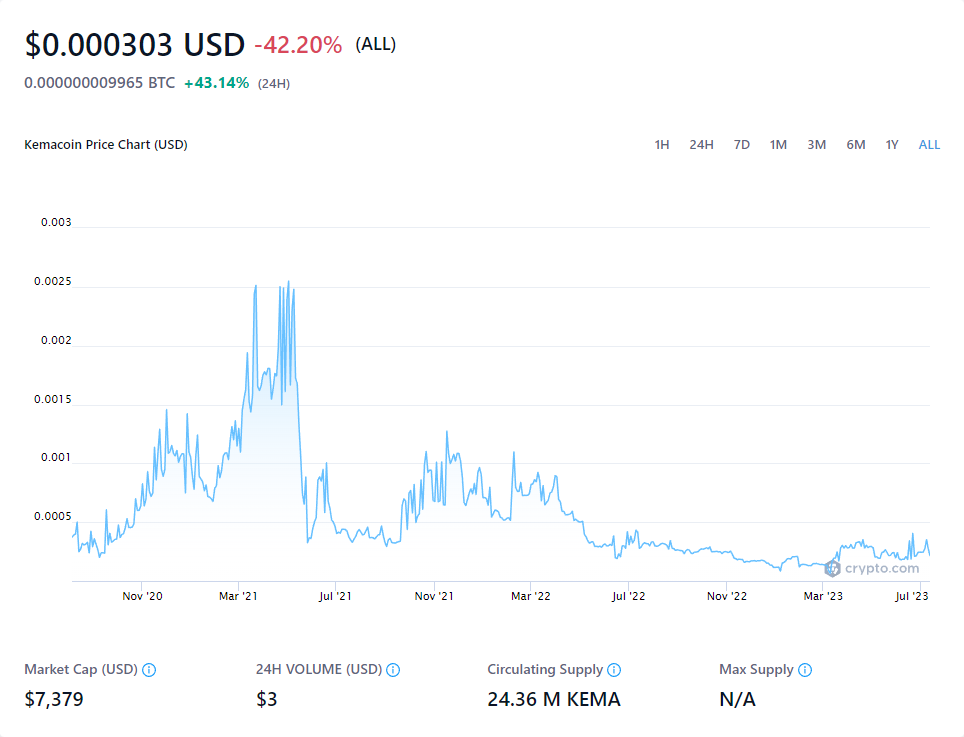 $0.000303 USD -42.20% (ALL)
0.000000009965 BTC +43.14% (24H)
Kemacoin Price Chart (USD) 1H 24H 7D 1M 3M 6M 1Y ALL
0.003
0.0025
0.002
0.0015
0.001
0.0005
crypto.com
Nov '20 Mar '21 Jul '21 Nov '21 Mar '22 Jul '22 Nov '22 Mar '23 Jul '23
Market Cap (USD) 24H VOLUME (USD) Circulating Supply Max Supply
$7,379 $3 24.36 M KEMA N/A